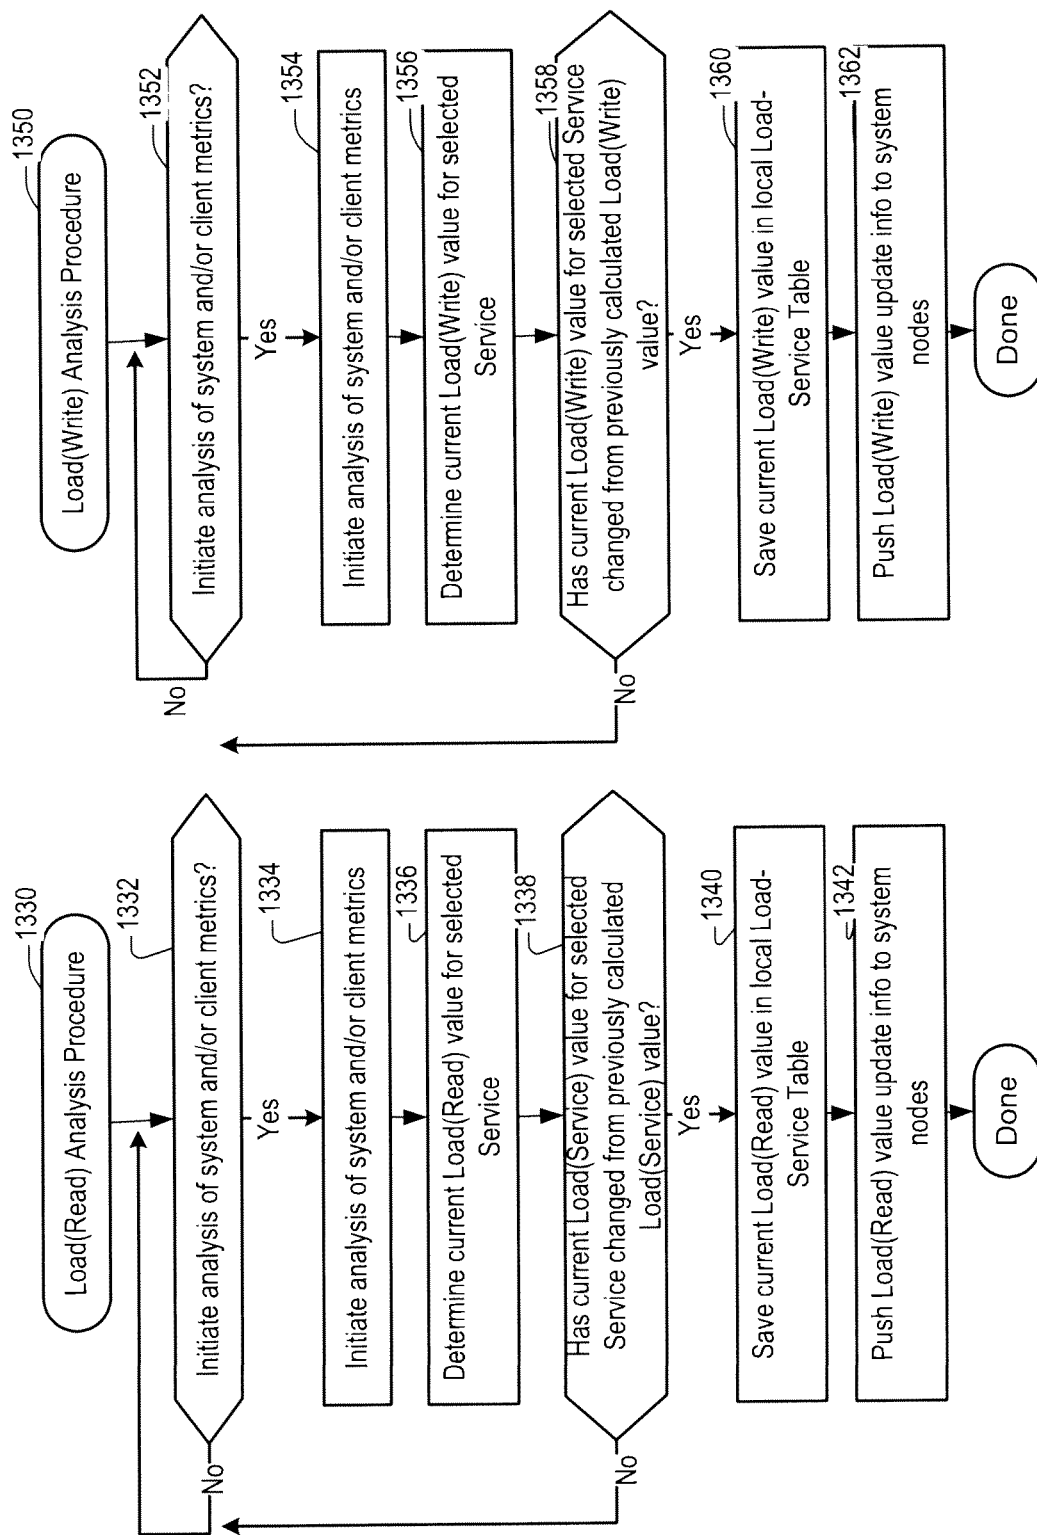 1330
Load(Read) Analysis Procedure
1332
Initiate analysis of system and/or client metrics?
No
Yes
1334
Initiate analysis of system and/or client metrics
1336
Determine current Load(Read) value for selected
Service
1338
Has current Load(Service) value for selected
Service changed from previously calculated
Load(Service) value?
No
Yes
1340
Save current Load(Read) value in local Load-
Service Table
1342
Push Load(Read) value update info to system
nodes
Done
1350
Load(Write) Analysis Procedure
1352
Initiate analysis of system and/or client metrics?
No
Yes
1354
Initiate analysis of system and/or client metrics
1356
Determine current Load(Write) value for selected
Service
1358
Has current Load(Write) value for selected Service
changed from previously calculated Load(Write)
value?
No
Yes
1360
Save current Load(Write) value in local Load-
Service Table
1362
Push Load(Write) value update info to system
nodes
Done